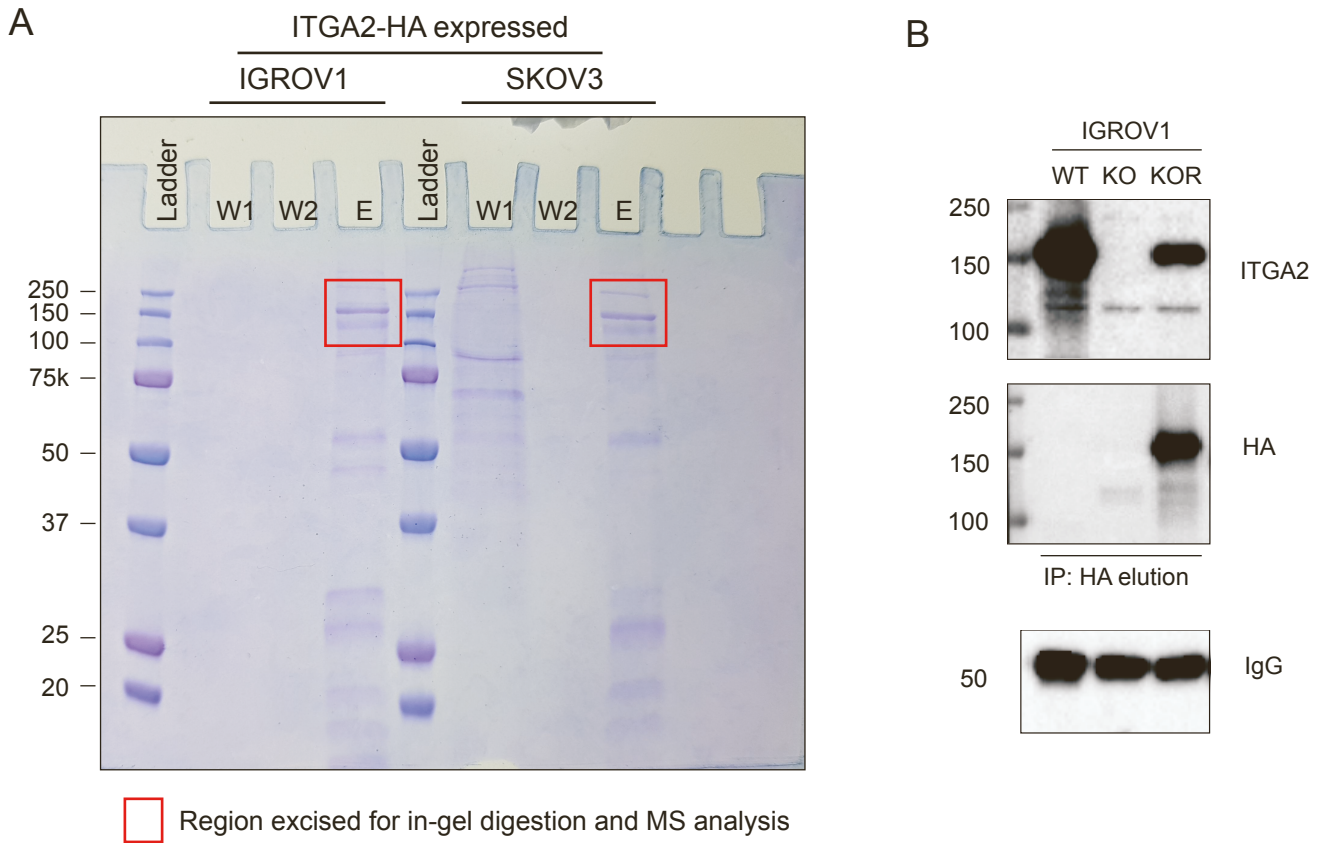 A
ITGA2-HA expressed
IGROV1
SKOV3
Ladder
W1
W2
E
Ladder
W1
W2
E
250
150
100
75k
50
37
25
20
Region excised for in-gel digestion and MS analysis
B
IGROV1
WT KO KOR
250
150
100
ITGA2
250
150
100
HA
IP: HA elution
50
IgG